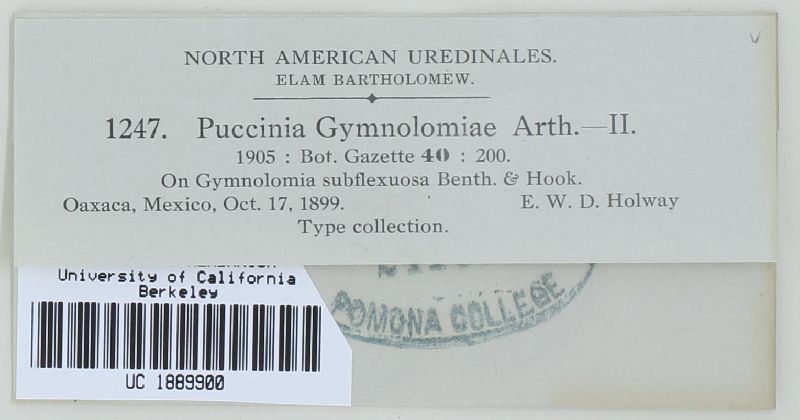 NORTH AMERICAN UREDINALES.
ELAM BARTHOLOMEW.
1247. Puccinia Gymnolomiae Arth.—II.
1905 : Bot. Gazette 40 : 200.
On Gymnolomia subflexuosa Benth. & Hook.
Oaxaca, Mexico, Oct. 17, 1899. E. W. D. Holway
Type collection.
University of California
Berkeley
UC 1889900
POMONA COLLEGE